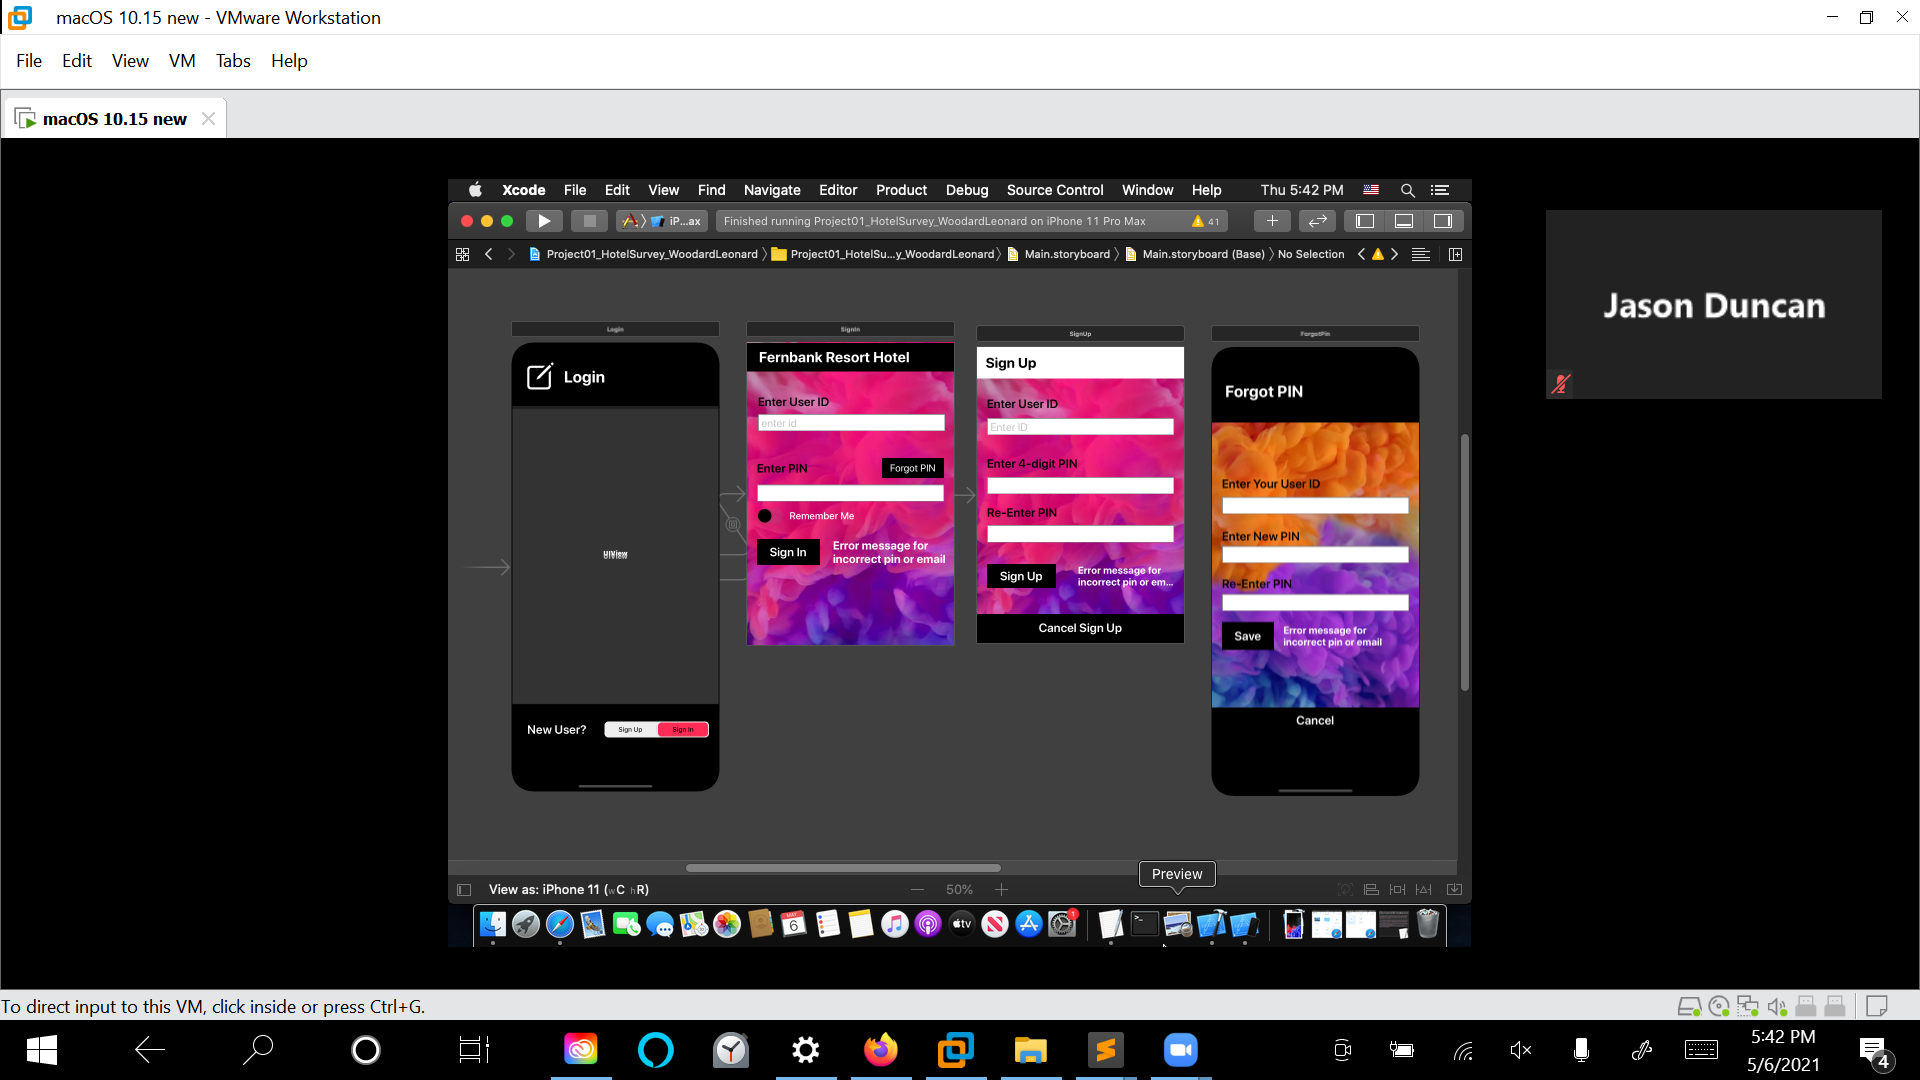 macOS 10.15 new - VMware Workstation
File Edit View VM Tabs Help
macOS 10.15 new
Xcode File Edit View Find Navigate Editor Product Debug Source Control Window Help Thu 5:42 PM
iP...ax Finished running Project01_HotelSurvey_WoodardLeonard on iPhone 11 Pro Max 41
Project01_HotelSurvey_WoodardLeonard Project01_HotelSu...y_WoodardLeonard Main.storyboard Main.storyboard (Base) No Selection
Jason Duncan
Login
Login
UIView
New User? Sign Up Sign In
SignIn
Fernbank Resort Hotel
Enter User ID
enter id
Enter PIN Forgot PIN
Remember Me
Sign In Error message for
incorrect pin or email
SignUp
Sign Up
Enter User ID
Enter ID
Enter 4-digit PIN
Re-Enter PIN
Sign Up Error message for
incorrect pin or em...
Cancel Sign Up
ForgotPin
Forgot PIN
Enter Your User ID
Enter New PIN
Re-Enter PIN
Save Error message for
incorrect pin or email
Cancel
Preview
View as: iPhone 11 (wC hR) 50%
MAY
6
tv
1
To direct input to this VM, click inside or press Ctrl+G.
5:42 PM
5/6/2021
4